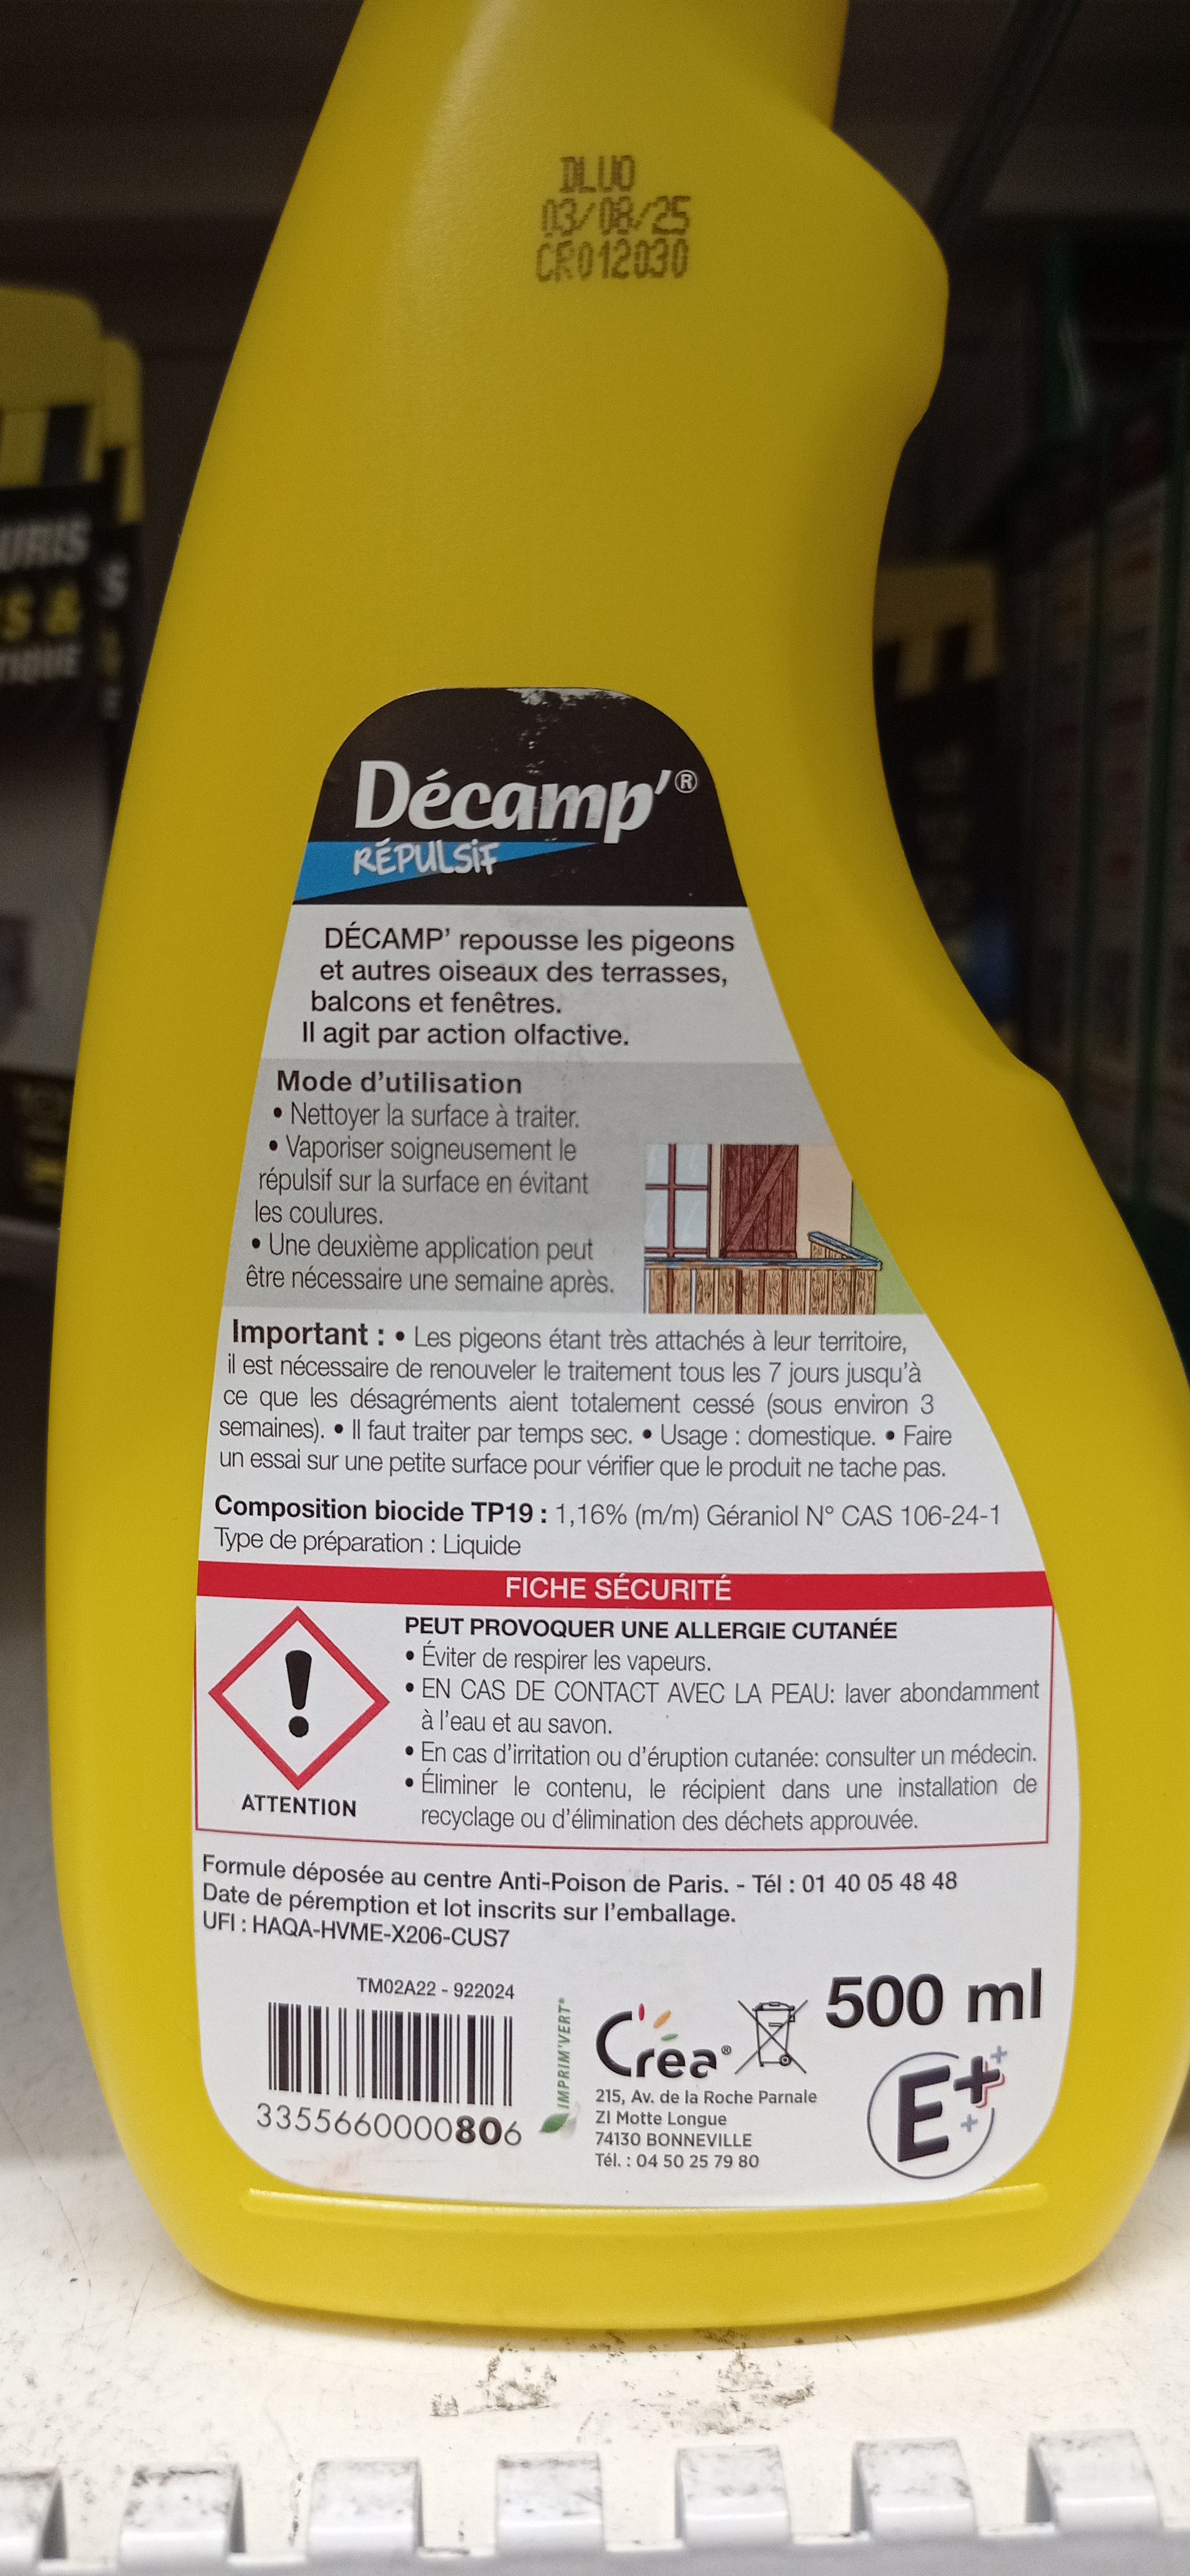 DLUO
03/08/25
CR012030
URIS
S
S &
TIQUE
E
Décamp'®
RÉPULSIF
DÉCAMP' repousse les pigeons
et autres oiseaux des terrasses,
balcons et fenêtres.
Il agit par action olfactive.
Mode d'utilisation
• Nettoyer la surface à traiter.
• Vaporiser soigneusement le
répulsif sur la surface en évitant
les coulures.
• Une deuxième application peut
être nécessaire une semaine après.
Important : • Les pigeons étant très attachés à leur territoire,
il est nécessaire de renouveler le traitement tous les 7 jours jusqu'à
ce que les désagréments aient totalement cessé (sous environ 3
semaines). • Il faut traiter par temps sec. • Usage : domestique. • Faire
un essai sur une petite surface pour vérifier que le produit ne tache pas.
Composition biocide TP19 : 1,16% (m/m) Géraniol N° CAS 106-24-1
Type de préparation : Liquide
FICHE SÉCURITÉ
PEUT PROVOQUER UNE ALLERGIE CUTANÉE
• Éviter de respirer les vapeurs.
• EN CAS DE CONTACT AVEC LA PEAU: laver abondamment
à l'eau et au savon.
• En cas d'irritation ou d'éruption cutanée: consulter un médecin.
• Éliminer le contenu, le récipient dans une installation de
recyclage ou d'élimination des déchets approuvée.
ATTENTION
Formule déposée au centre Anti-Poison de Paris. - Tél : 01 40 05 48 48
Date de péremption et lot inscrits sur l'emballage.
UFI : HAQA-HVME-X206-CUS7
TM02A22 - 922024
3355660000806
IMPRIM'VERT®
Créa®
215, Av. de la Roche Parnale
ZI Motte Longue
74130 BONNEVILLE
Tél. : 04 50 25 79 80
500 ml
E++
+